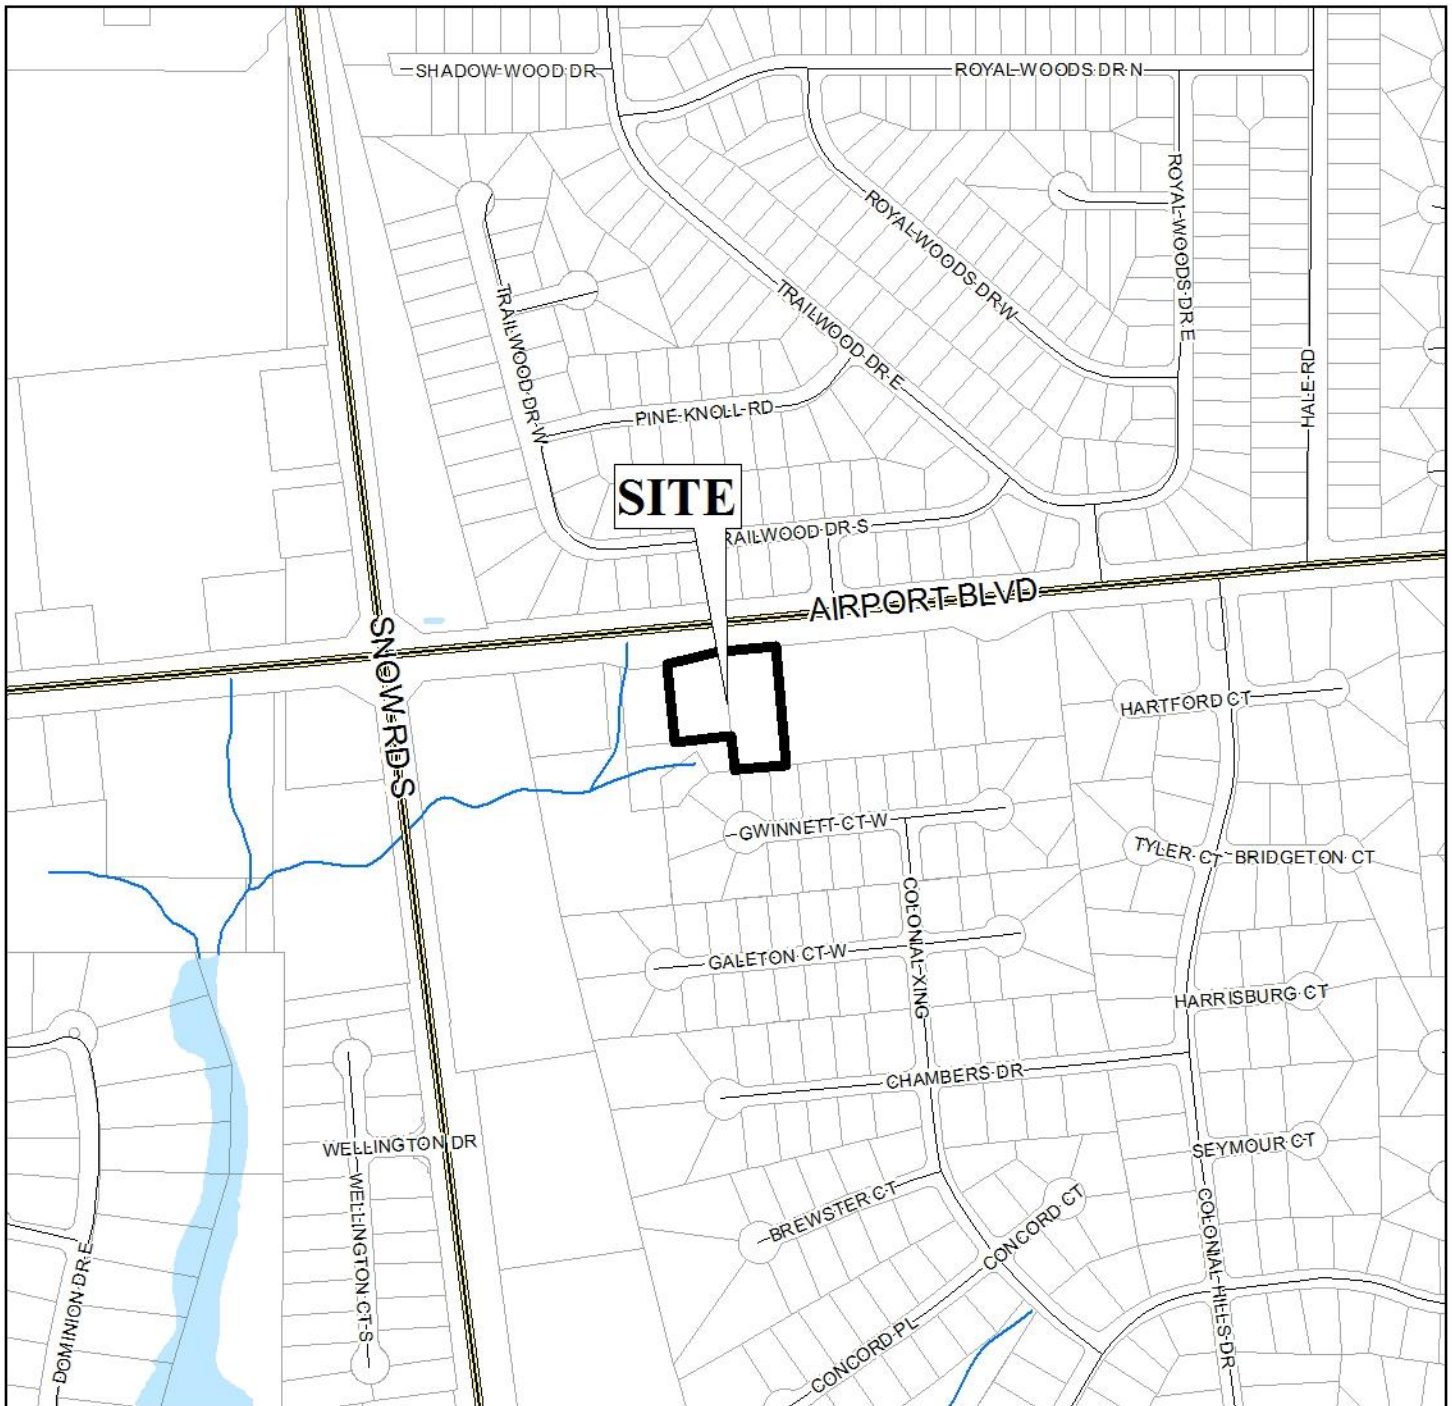 SHADOW WOOD DR
ROYAL WOODS DR N
ROYAL WOODS DR E
ROYAL WOODS DR W
TRAILWOOD DR W
TRAILWOOD DR E
HALE RD
PINE KNOLL RD
SITE
RAILWOOD DR S
AIRPORT BLVD
SNOW RD S
HARTFORD CT
GWINNETT CT W
TYLER CT
BRIDGETON CT
COLONIAL XING
GALETON CT W
HARRISBURG CT
CHAMBERS DR
WELLINGTON DR
SEYMOUR CT
WELLINGTON CT S
BREWSTER CT
CONCORD CT
COLONIAL HILLS DR
DOMINION DR E
CONCORD PL